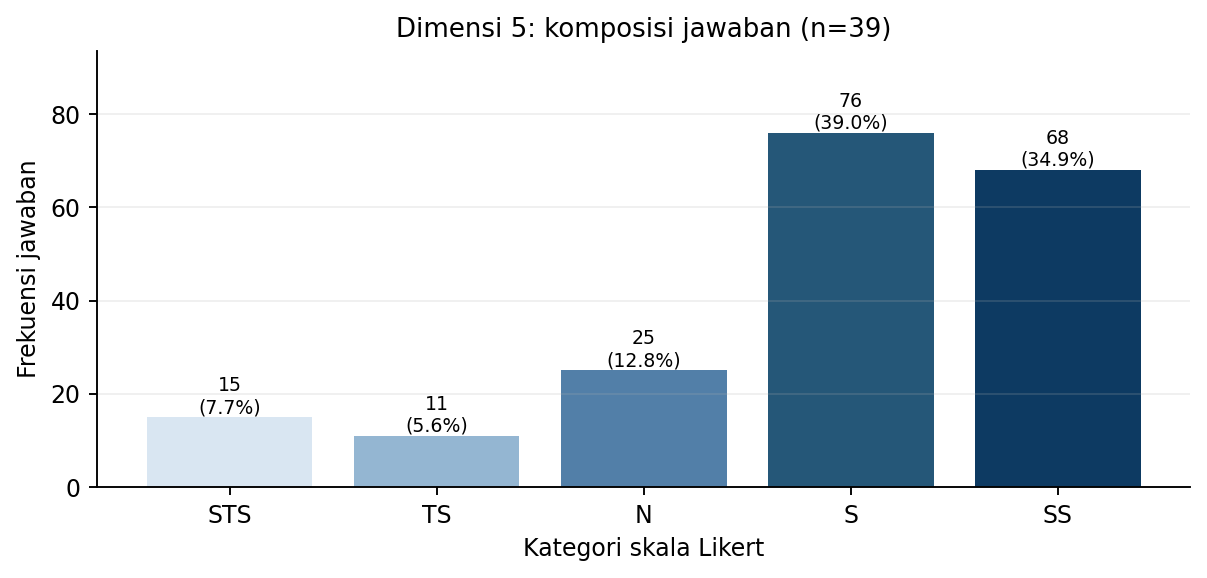 Dimensi 5: komposisi jawaban (n=39)
Frekuensi jawaban
80
60
40
20
0
15
(7.7%)
11
(5.6%)
25
(12.8%)
76
(39.0%)
68
(34.9%)
STS
TS
N
S
SS
Kategori skala Likert